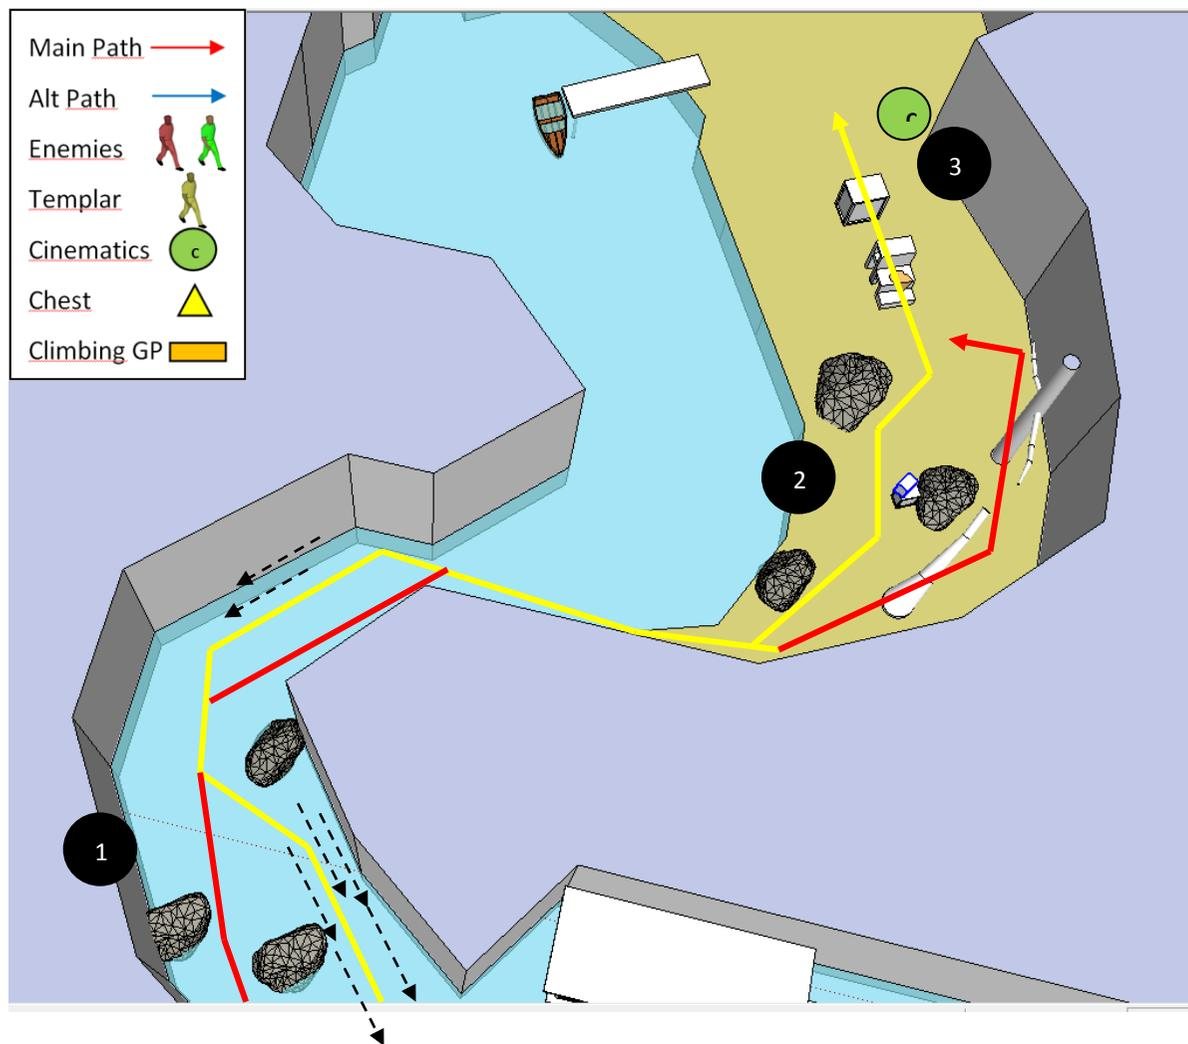 Main Path
Alt Path
Enemies
Templar
Cinematics
c
Chest
Climbing GP
c
3
2
1